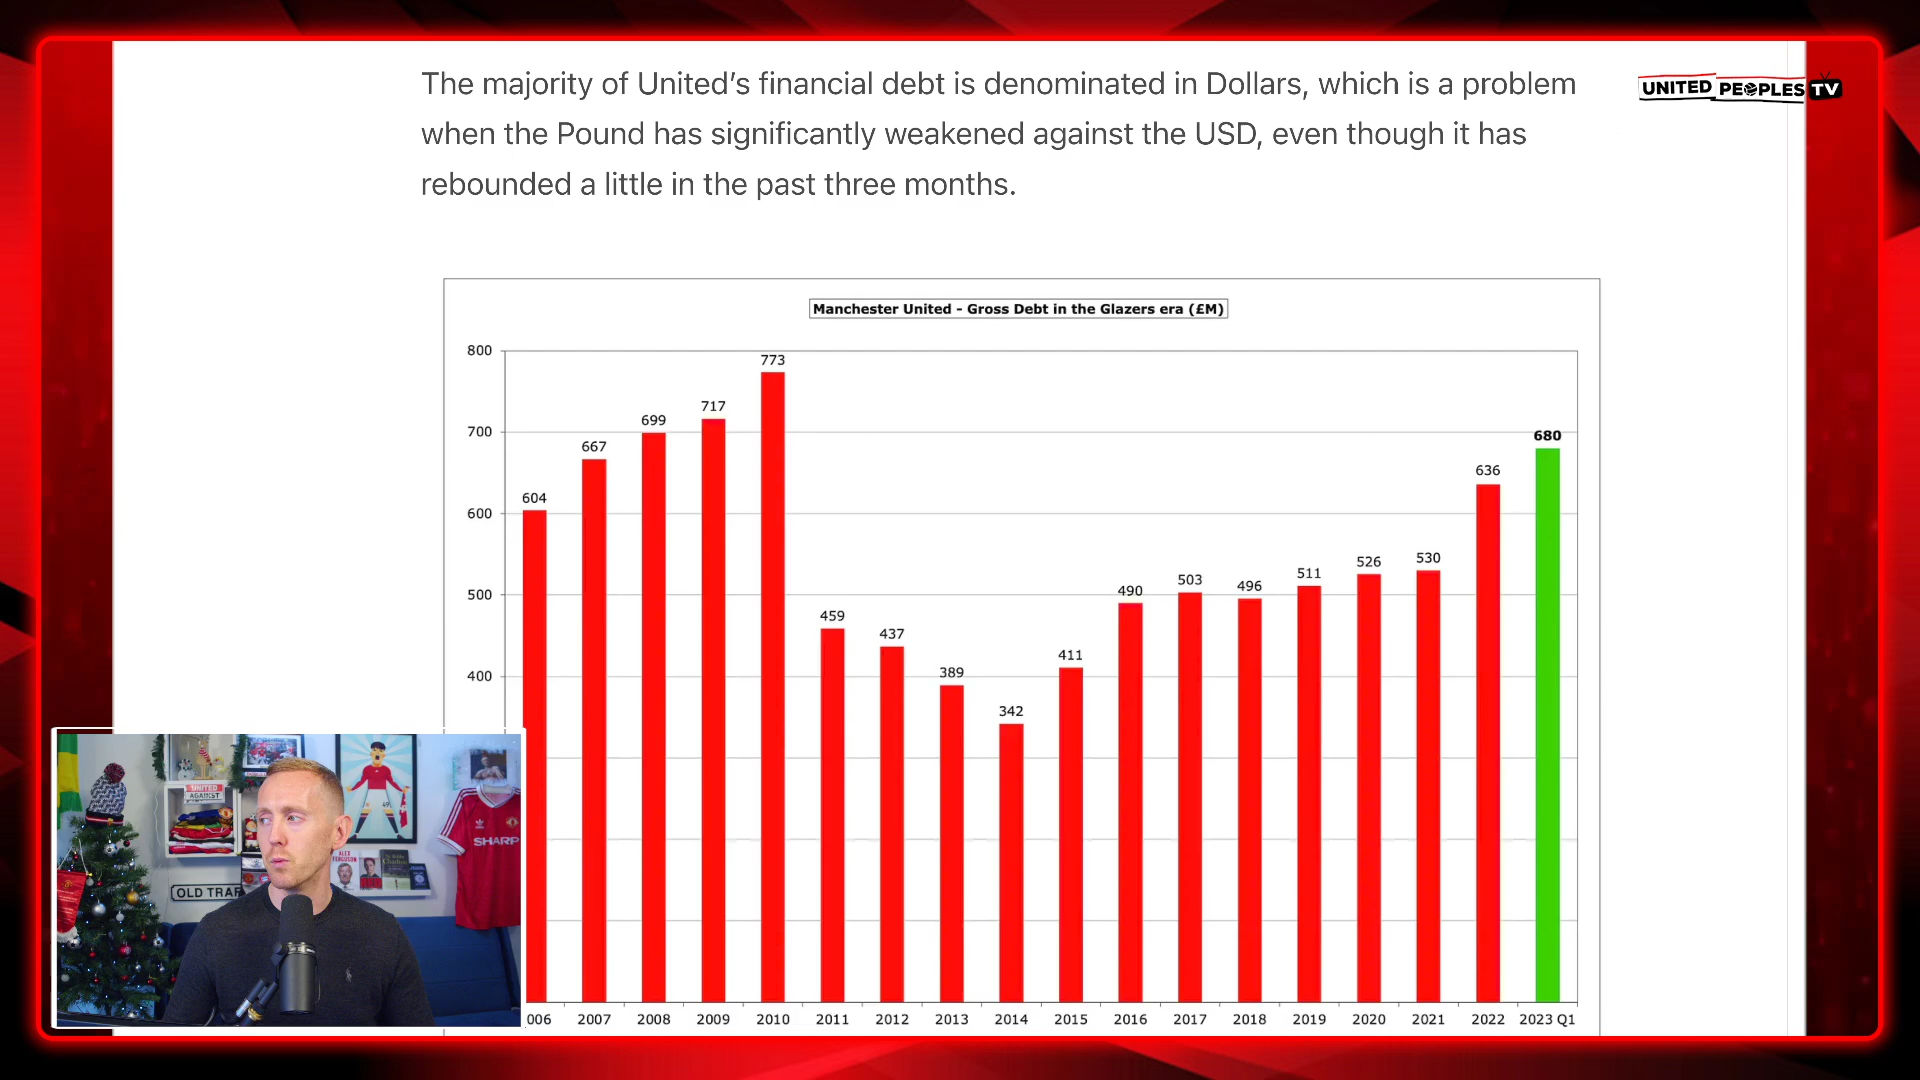 The majority of United’s financial debt is denominated in Dollars, which is a problem
when the Pound has significantly weakened against the USD, even though it has
rebounded a little in the past three months.
UNITED PEOPLES TV
Manchester United - Gross Debt in the Glazers era (£M)
800
700
600
500
400
604
667
699
717
773
459
437
389
342
411
490
503
496
511
526
530
636
680
006 2007 2008 2009 2010 2011 2012 2013 2014 2015 2016 2017 2018 2019 2020 2021 2022 2023 Q1
UNITED
AGAINST
ALEX
FERGUSON
OLD TRAF
SHARP